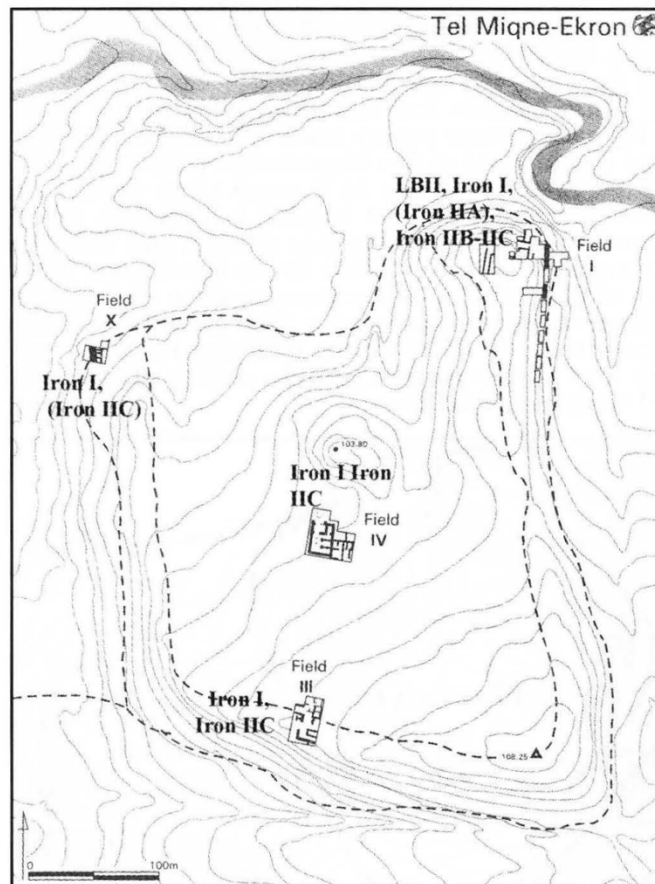 Tel Miqne-Ekron
LBII, Iron I,
(Iron IIA),
Iron IIB-IIC
Field
I
Field
X
Iron I,
(Iron IIC)
103.80
Iron I Iron
IIC
Field
IV
Field
III
Iron I,
Iron IIC
108.25
0 100m